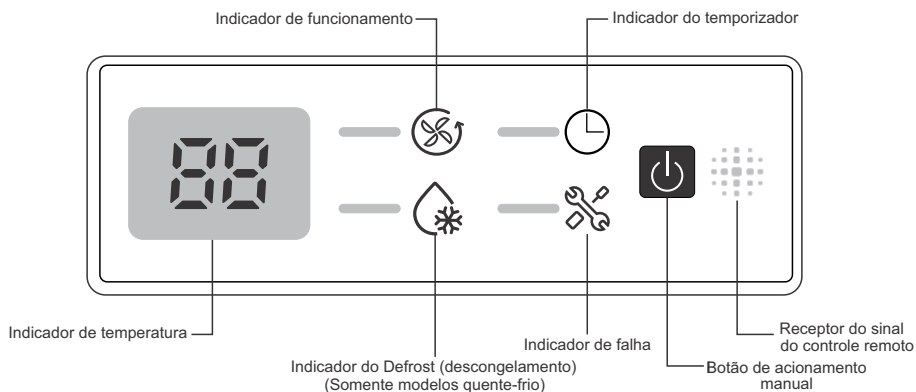 Indicador de funcionamento
Indicador do temporizador
88
Indicador de temperatura
Indicador do Defrost (descongelamento)
(Somente modelos quente-frio)
Indicador de falha
Botão de acionamento
manual
Receptor do sinal
do controle remoto